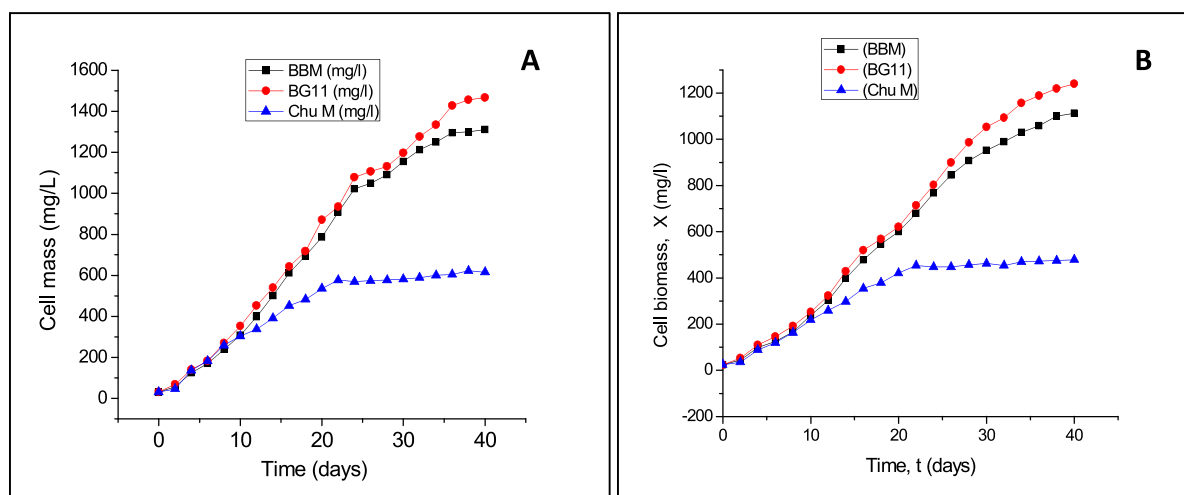 A
BBM (mg/l)
BG11 (mg/l)
Chu M (mg/l)
Cell mass (mg/L)
1600
1400
1200
1000
800
600
400
200
0
0 10 20 30 40
Time (days)
B
(BBM)
(BG11)
(Chu M)
Cell biomass, X (mg/l)
1200
1000
800
600
400
200
0
-200
0 10 20 30 40
Time, t (days)